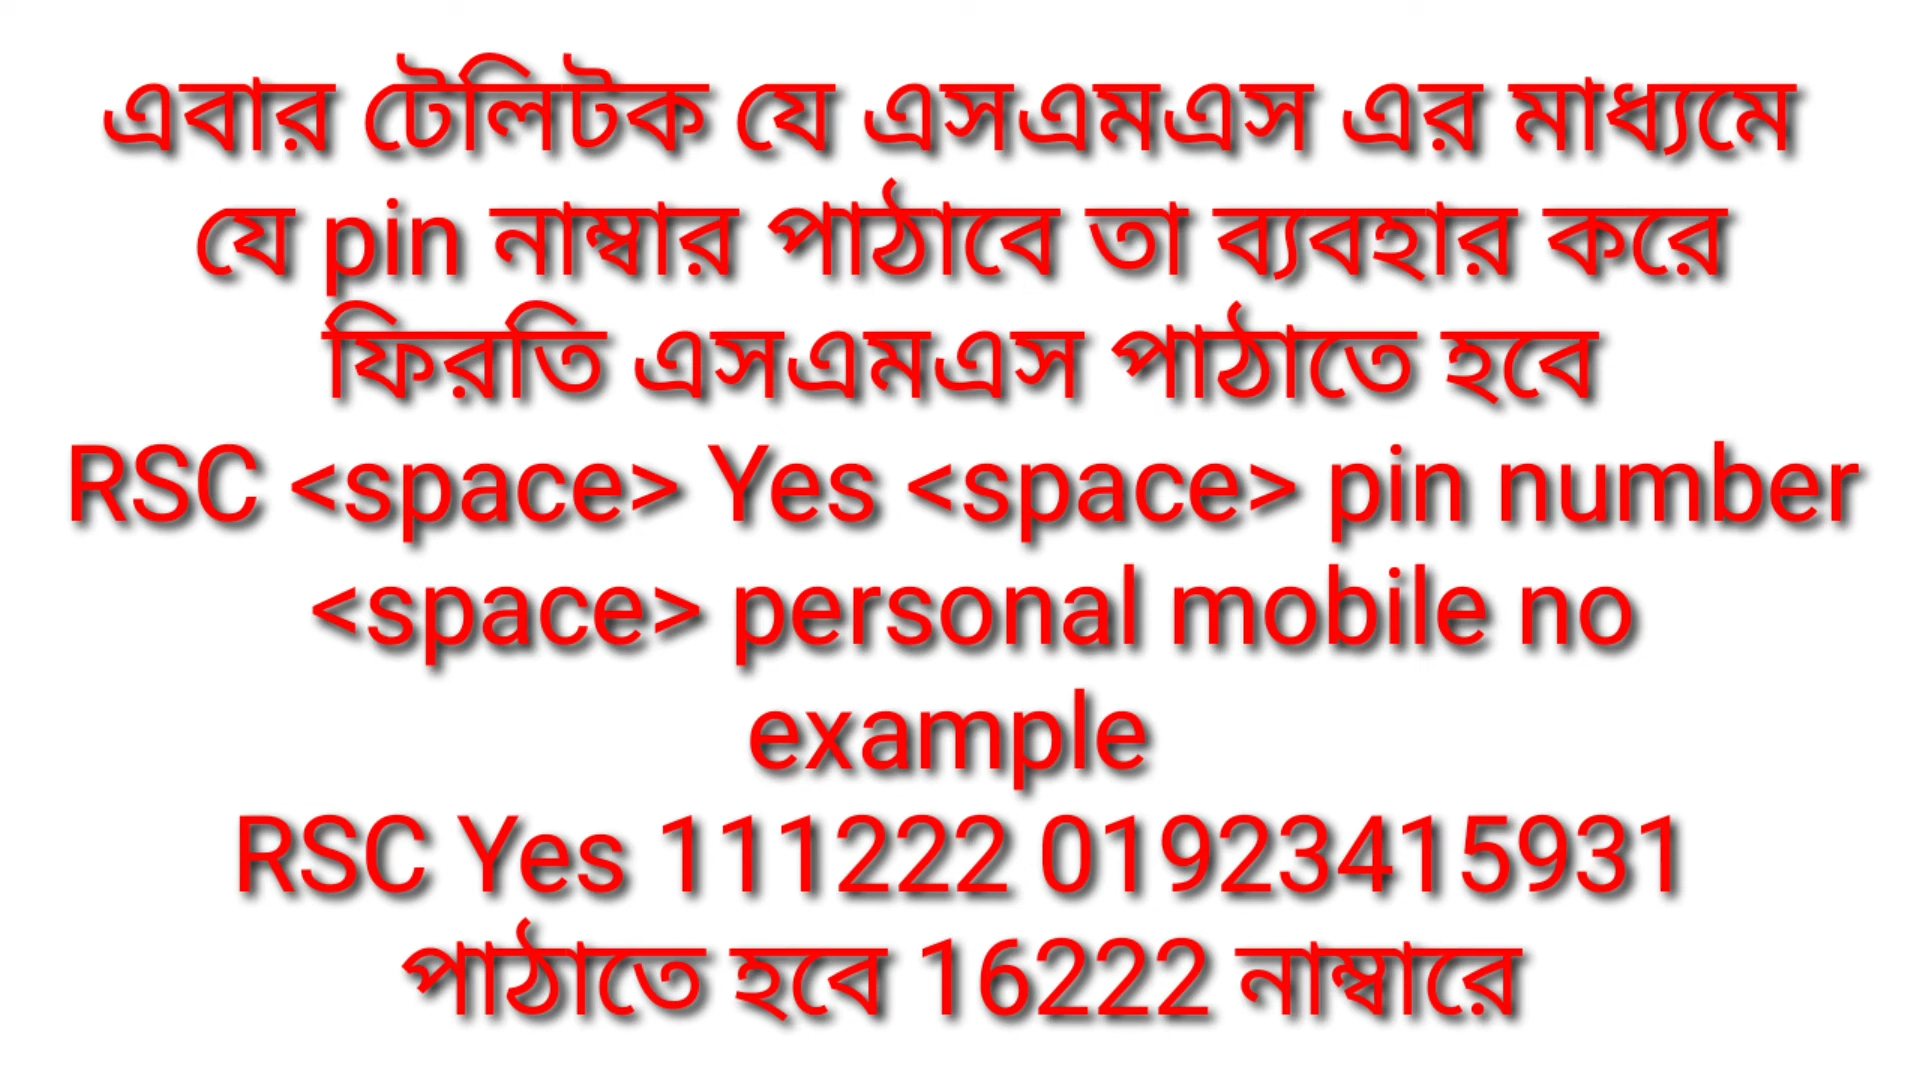 এবার টেলিটক যে এসএমএস এর মাধ্যমে
যে pin নাম্বার পাঠাবে তা ব্যবহার করে
ফিরতি এসএমএস পাঠাতে হবে
RSC <space> Yes <space> pin number
<space> personal mobile no
example
RSC Yes 111222 01923415931
পাঠাতে হবে 16222 নাম্বারে